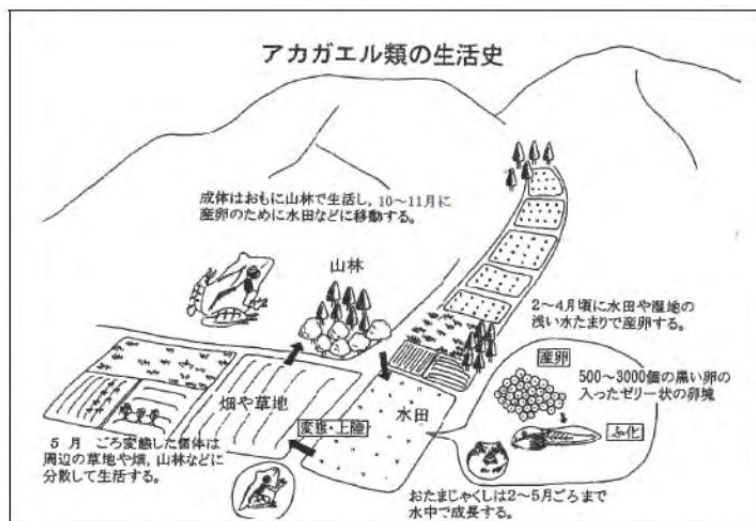 アカガエル類の生活史
成体はおもに山林で生活し,10〜11月に
産卵のために水田などに移動する。
山林
2〜4月頃に水田や湿地の
浅い水たまりで産卵する。
産卵
500〜3000個の黒い卵の
入ったゼリー状の卵塊
畑や草地
水田
変態・上陸
ふ化
5 月 ごろ変態した個体は
周辺の草地や畑,山林などに
分散して生活する。
おたまじゃくしは2〜5月ごろまで
水中で成長する。